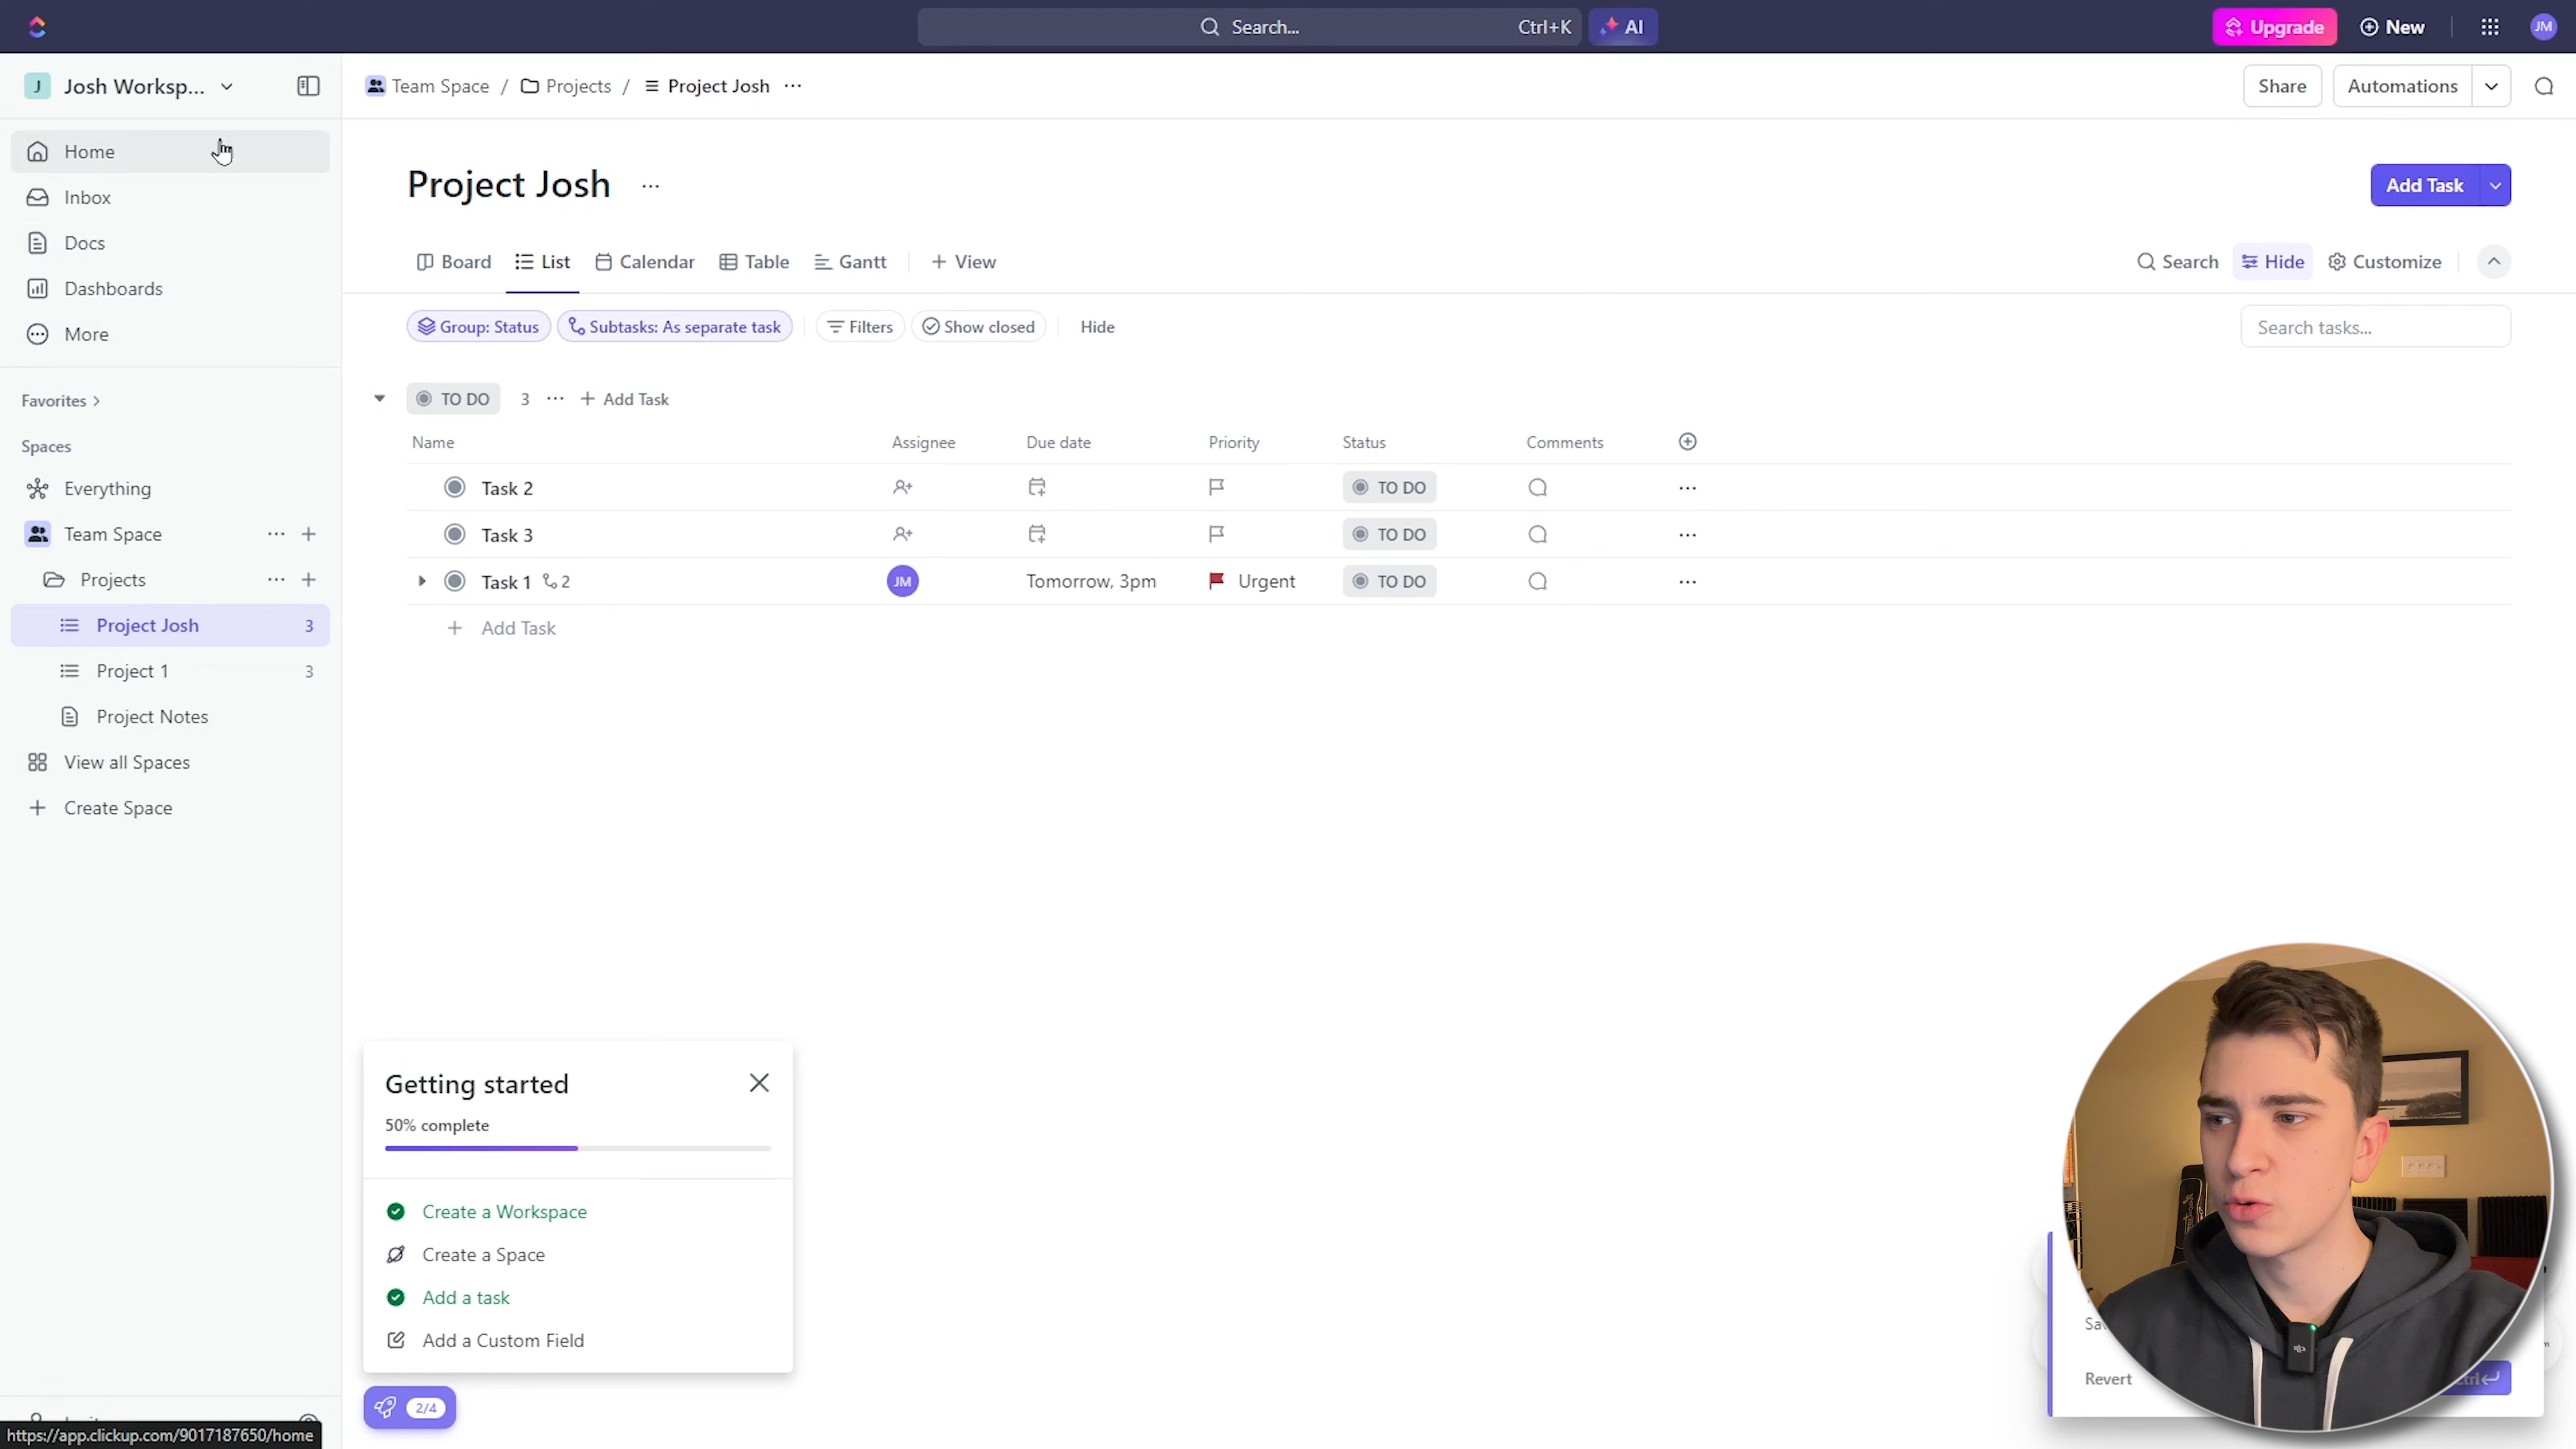 Search...
Ctrl+K
AI
Upgrade
New
JM
J
Josh Worksp...
Team Space / Projects / Project Josh ...
Share
Automations
Home
Inbox
Docs
Dashboards
More
Favorites
Spaces
Everything
Team Space
Projects
Project Josh 3
Project 1 3
Project Notes
View all Spaces
Create Space
Project Josh ...
Add Task
Board
List
Calendar
Table
Gantt
+ View
Search
Hide
Customize
Group: Status
Subtasks: As separate task
Filters
Show closed
Hide
Search tasks...
TO DO 3 ... + Add Task
Name Assignee Due date Priority Status Comments
Task 2 TO DO ...
Task 3 TO DO ...
Task 1 2 JM Tomorrow, 3pm Urgent TO DO ...
+ Add Task
Getting started
50% complete
Create a Workspace
Create a Space
Add a task
Add a Custom Field
2/4
Revert
https://app.clickup.com/9017187650/home